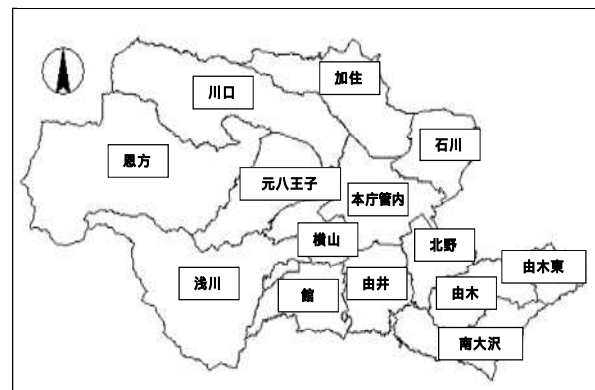 加住
川口
石川
恩方
元八王子
本庁管内
横山
北野
由木東
浅川
館
由井
由木
南大沢